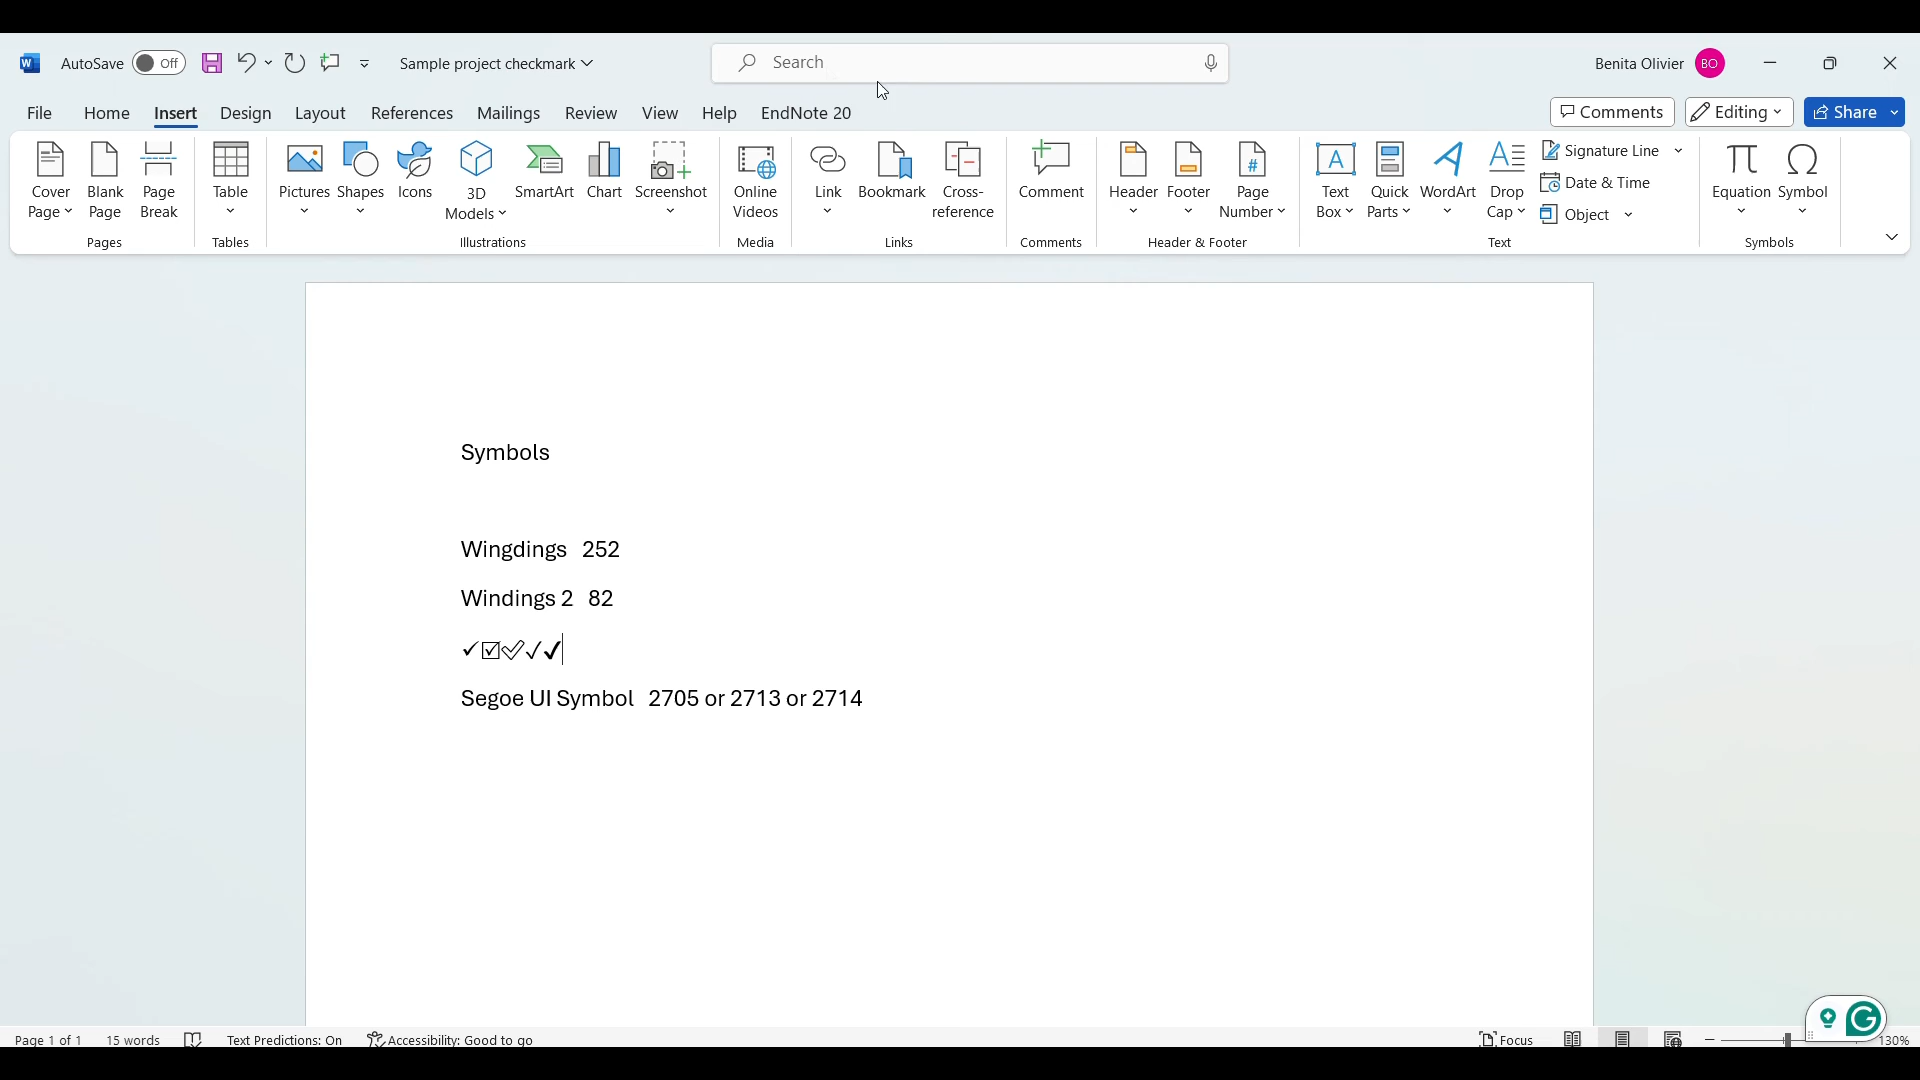 AutoSave Off Sample project checkmark Search Benita Olivier BO
File Home Insert Design Layout References Mailings Review View Help EndNote 20 Comments Editing Share
Cover Page
Blank Page
Page Break
Pages
Table
Tables
Pictures
Shapes
Icons
3D Models
SmartArt
Chart
Screenshot
Illustrations
Online Videos
Media
Link
Bookmark
Cross-reference
Links
Comment
Comments
Header
Footer
Page Number
Header & Footer
Text Box
Quick Parts
WordArt
Drop Cap
Signature Line
Date & Time
Object
Text
Equation
Symbol
Symbols
Symbols
Wingdings 252
Windings 2 82
✓☑✅✓✔
Segoe UI Symbol 2705 or 2713 or 2714
Page 1 of 1 15 words Text Predictions: On Accessibility: Good to go Focus 130%